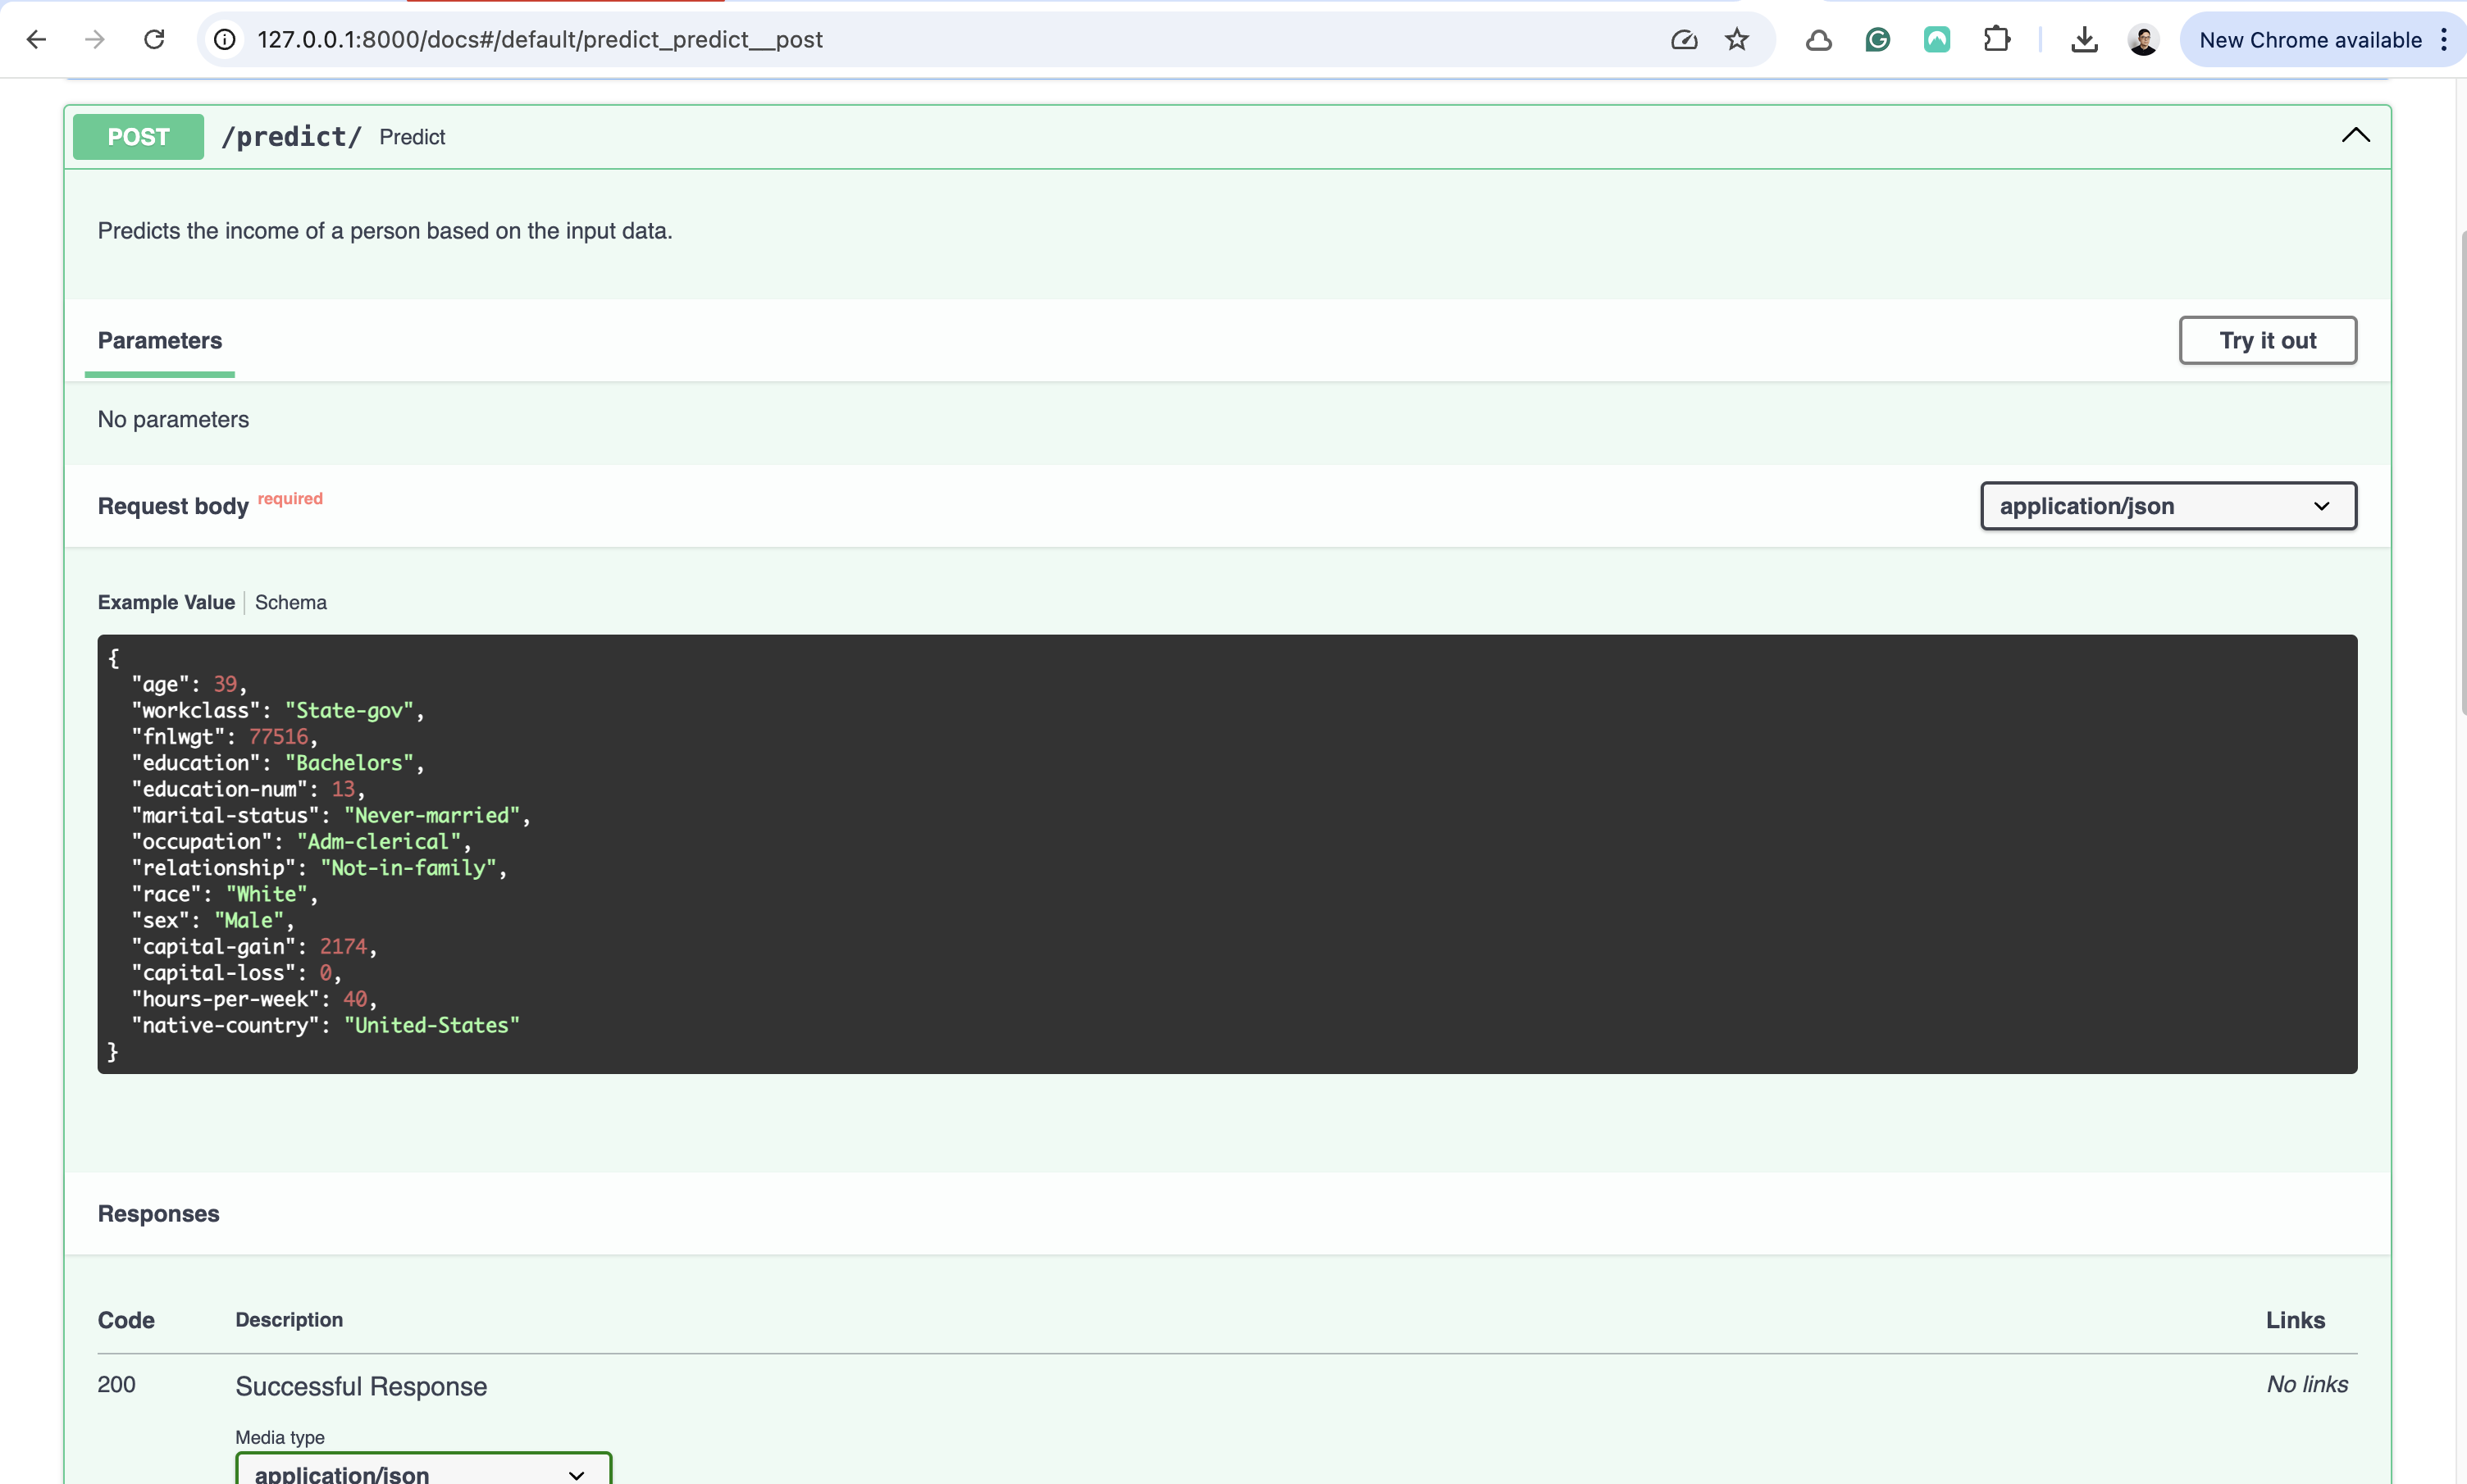 127.0.0.1:8000/docs#/default/predict_predict__post
New Chrome available
POST /predict/ Predict
Predicts the income of a person based on the input data.
Parameters
Try it out
No parameters
Request body required
application/json
Example Value Schema
{
"age": 39,
"workclass": "State-gov",
"fnlwgt": 77516,
"education": "Bachelors",
"education-num": 13,
"marital-status": "Never-married",
"occupation": "Adm-clerical",
"relationship": "Not-in-family",
"race": "White",
"sex": "Male",
"capital-gain": 2174,
"capital-loss": 0,
"hours-per-week": 40,
"native-country": "United-States"
}
Responses
Code Description Links
200 Successful Response No links
Media type
application/json